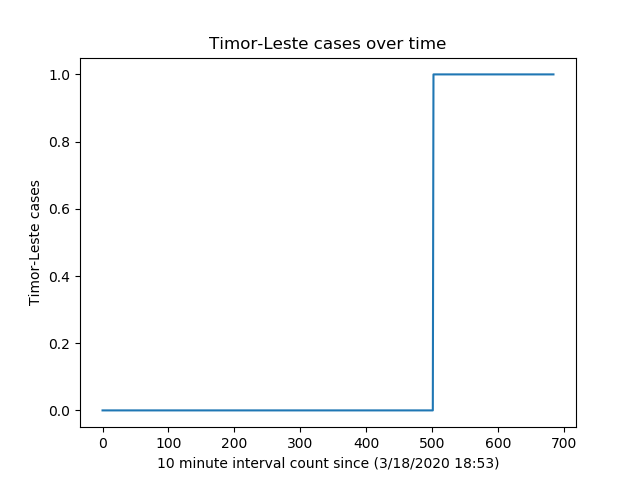 Timor-Leste cases over time
1.0
0.8
0.6
0.4
0.2
0.0
Timor-Leste cases
0 100 200 300 400 500 600 700
10 minute interval count since (3/18/2020 18:53)